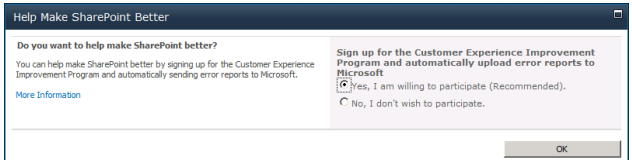 Help Make SharePoint Better
Do you want to help make SharePoint better?
You can help make SharePoint better by signing up for the Customer Experience
Improvement Program and automatically sending error reports to Microsoft.
More Information
Sign up for the Customer Experience Improvement
Program and automatically upload error reports to
Microsoft
Yes, I am willing to participate (Recommended).
No, I don't wish to participate.
OK